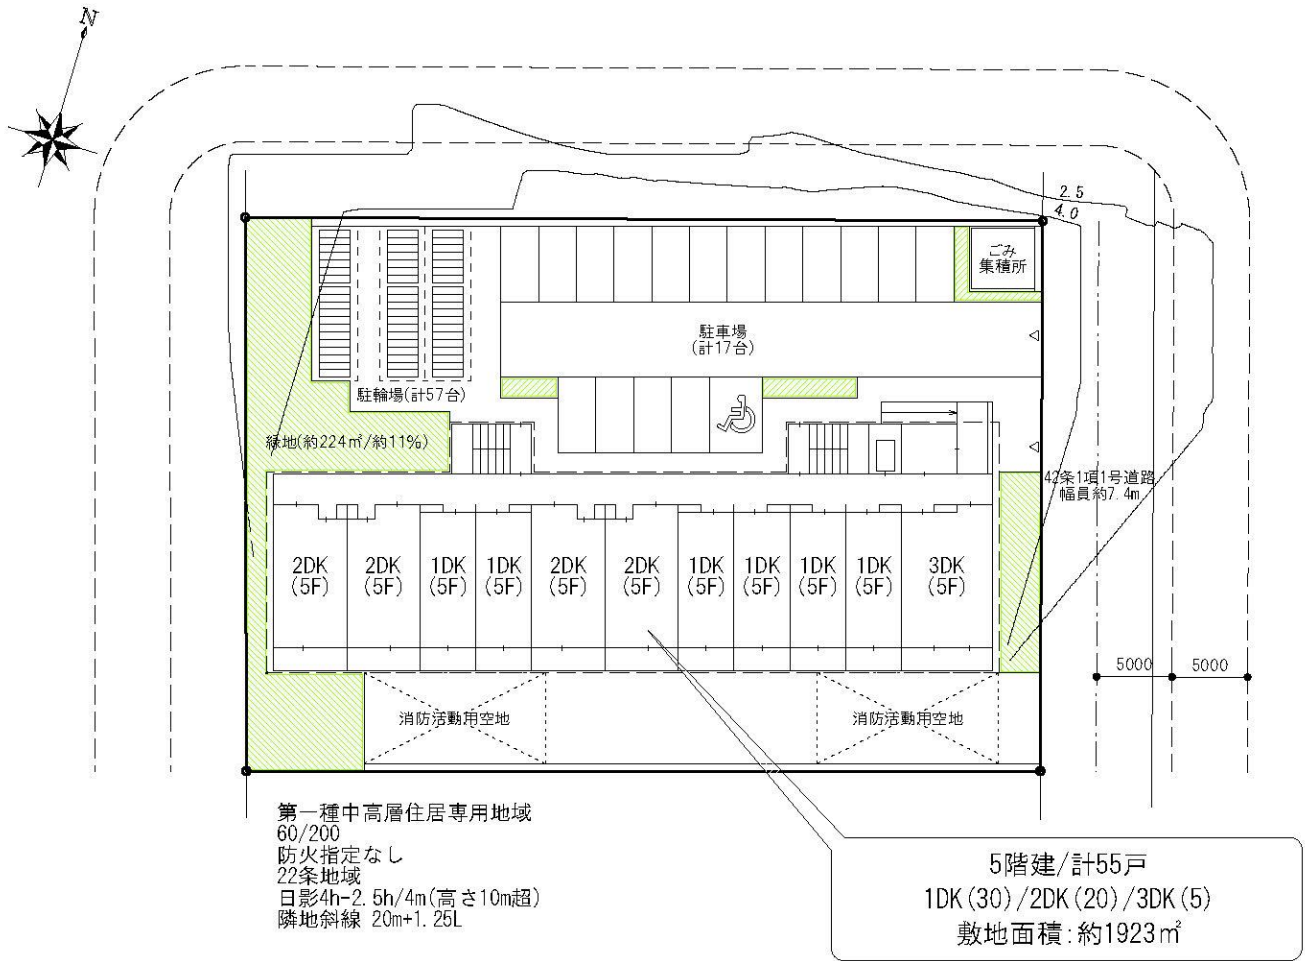 N
2.5
4.0
ごみ
集積所
駐車場
(計17台)
駐輪場(計57台)
緑地(約224㎡/約11%)
42条1項1号道路
幅員約7.4m
2DK
(5F)
2DK
(5F)
1DK
(5F)
1DK
(5F)
2DK
(5F)
2DK
(5F)
1DK
(5F)
1DK
(5F)
1DK
(5F)
1DK
(5F)
3DK
(5F)
5000
5000
消防活動用空地
消防活動用空地
第一種中高層住居専用地域
60/200
防火指定なし
22条地域
日影4h-2.5h/4m(高さ10m超)
隣地斜線 20m+1.25L
5階建/計55戸
1DK(30)/2DK(20)/3DK(5)
敷地面積:約1923㎡